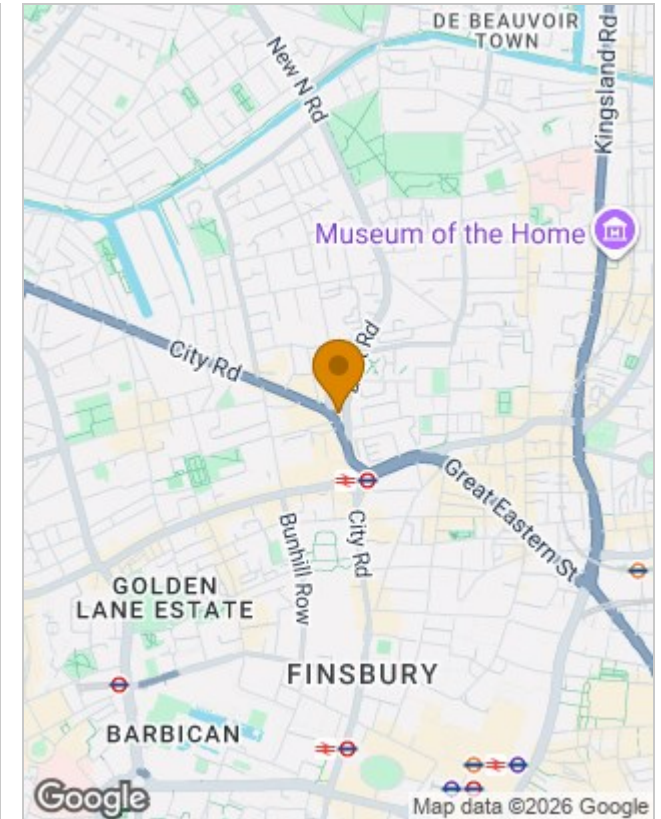 DE BEAUVOIR
TOWN
New N Rd
Kingsland Rd
Museum of the Home
City Rd
Rd
Great Eastern St
City Rd
Bunhill Row
GOLDEN
LANE ESTATE
FINSBURY
BARBICAN
Google
Map data ©2026 Google